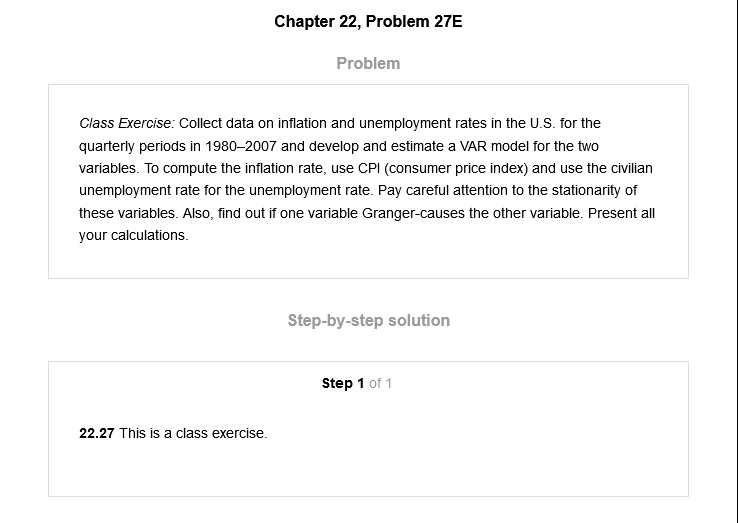 Chapter 22, Problem 27E
Problem
Class Exercise: Collect data on inflation and unemployment rates in the U.S. for the
quarterly periods in 1980–2007 and develop and estimate a VAR model for the two
variables. To compute the inflation rate, use CPI (consumer price index) and use the civilian
unemployment rate for the unemployment rate. Pay careful attention to the stationarity of
these variables. Also, find out if one variable Granger-causes the other variable. Present all
your calculations.
Step-by-step solution
Step 1 of 1
22.27 This is a class exercise.